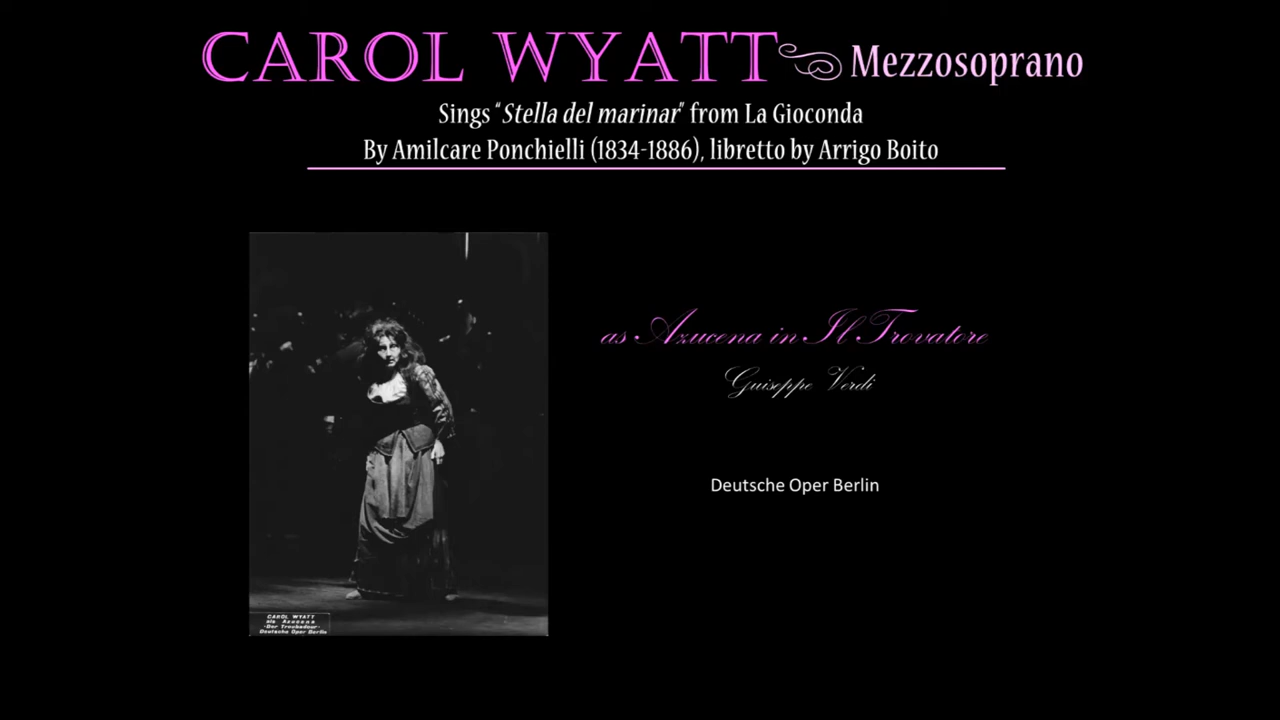 CAROL WYATT Mezzosoprano
Sings "Stella del marinar" from La Gioconda
By Amilcare Ponchielli (1834-1886), libretto by Arrigo Boito
as Azucena in Il Trovatore
Guiseppe Verdi
Deutsche Oper Berlin
CAROL WYATT
als Azucena
-Der Troubadour-
Deutsche Oper Berlin